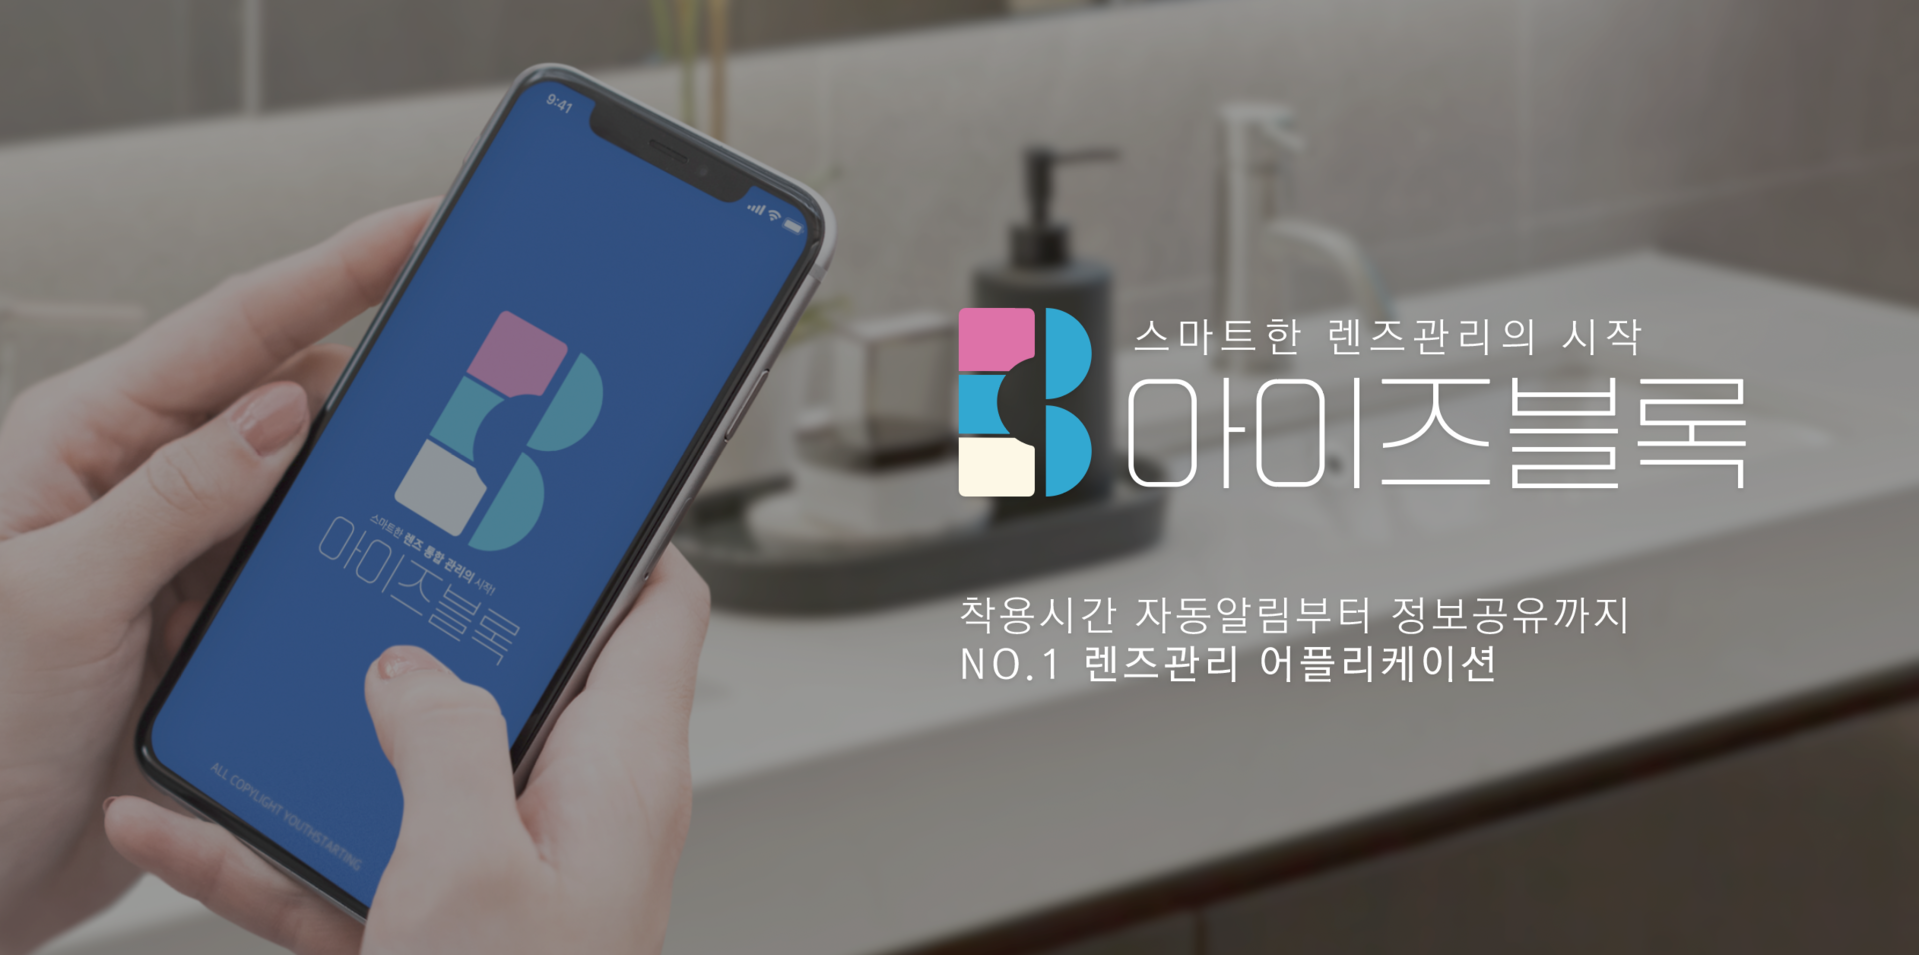 9:41
스마트한 렌즈 통합 관리의 시작!
아이즈블록
ALL COPYLIGHT YOUTHSTARTING
스마트한 렌즈관리의 시작
아이즈블록
착용시간 자동알림부터 정보공유까지
NO.1 렌즈관리 어플리케이션